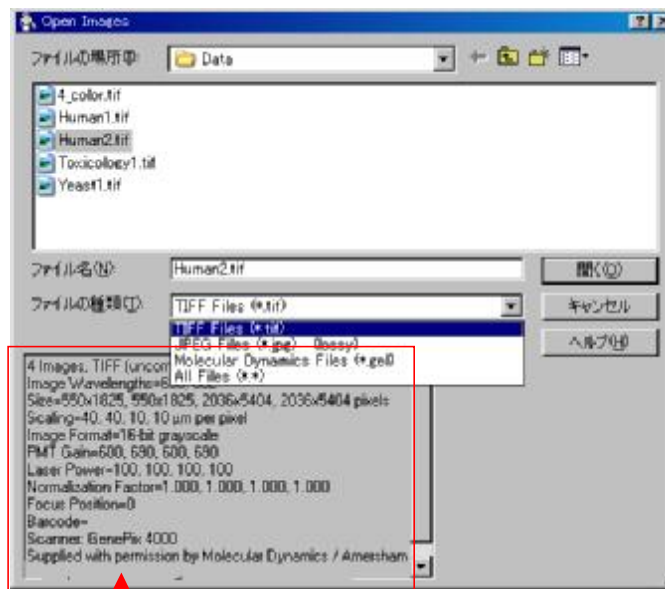 Open Images
ファイルの場所(I):
Data
4_color.tif
Human1.tif
Human2.tif
Toxicology1.tif
Yeast1.tif
ファイル名(N):
Human2.tif
開く(O)
ファイルの種類(T):
TIFF Files (*.tif)
キャンセル
TIFF Files (*.tif)
JPEG Files (*.jpg) (lossy)
Molecular Dynamics Files (*.gel)
All Files (*.*)
ヘルプ(H)
4 Images, TIFF (uncom
Image Wavelengths=
Size=550x1825, 550x1825, 2036x5404, 2036x5404 pixels
Scaling=40, 40, 10, 10 µm per pixel
Image Format=16-bit grayscale
PMT Gain=600, 690, 600, 690
Laser Power=100, 100, 100, 100
Normalization Factor=1.000, 1.000, 1.000, 1.000
Focus Position=0
Barcode=
Scanner: GenePix 4000
Supplied with permission by Molecular Dynamics / Amersham